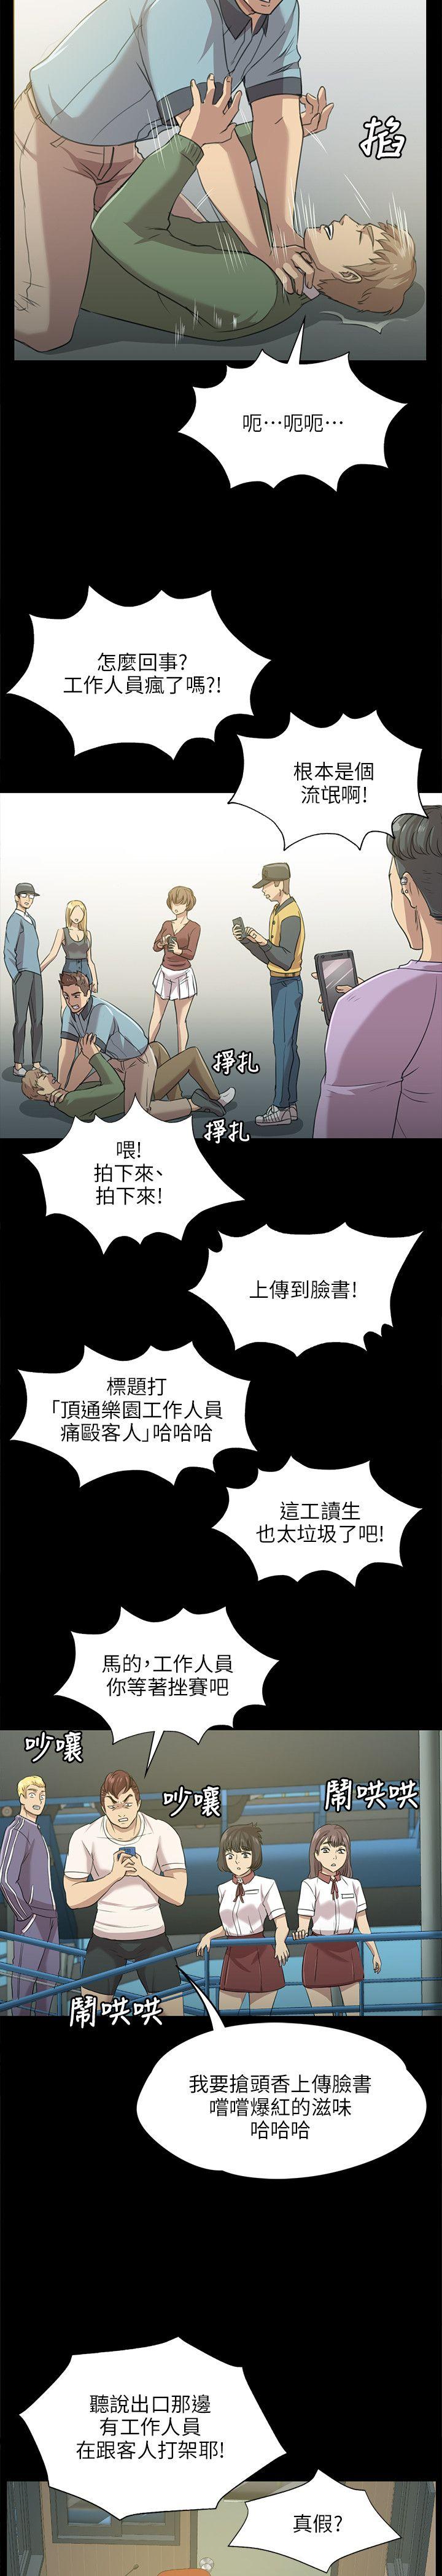 掐
呃…呃呃…
怎麼回事?
工作人員瘋了嗎?!
根本是個
流氓啊!
掙扎
掙扎
喂!
拍下來、
拍下來!
上傳到臉書!
標題打
「頂通樂園工作人員
痛毆客人」哈哈哈
這工讀生
也太垃圾了吧!
馬的,工作人員
你等著挫賽吧
吵嚷
吵嚷
鬧哄哄
鬧哄哄
我要搶頭香上傳臉書
嚐嚐爆紅的滋味
哈哈哈
聽說出口那邊
有工作人員
在跟客人打架耶!
真假?